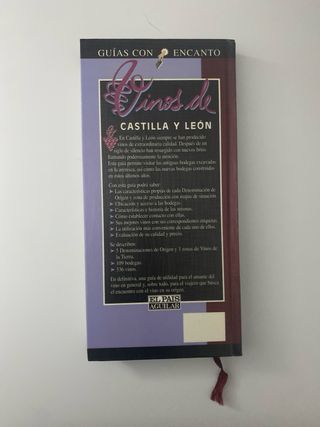 GUÍAS CON ENCANTO
Vinos de
CASTILLA Y LEÓN
En Castilla y León siempre se han producido
vinos de extraordinaria calidad. Después de un
siglo de silencio han resurgido con nuevos bríos
llamando poderosamente la atención.
Esta guía permite visitar las antiguas bodegas excavadas
en la arenisca, así como las nuevas bodegas construidas
en estos últimos años.
Con esta guía podrá saber:
➤ Las características propias de cada Denominación de
Origen y zona de producción con mapas de situación.
➤ Ubicación y acceso a las bodegas.
➤ Características e historia de las mismas.
➤ Cómo establecer contacto con ellas.
➤ Sus mejores vinos con sus correspondientes etiquetas.
➤ La utilización más conveniente de cada uno de ellos.
➤ Evaluación de su calidad y precio.
Se describen:
➤ 5 Denominaciones de Origen y 3 zonas de Vinos de
la Tierra.
➤ 109 bodegas.
➤ 336 vinos.
En definitiva, una guía de utilidad para el amante del
vino en general y, sobre todo, para el viajero que busca
el encuentro con el vino en su origen.
EL PAIS
AGUILAR